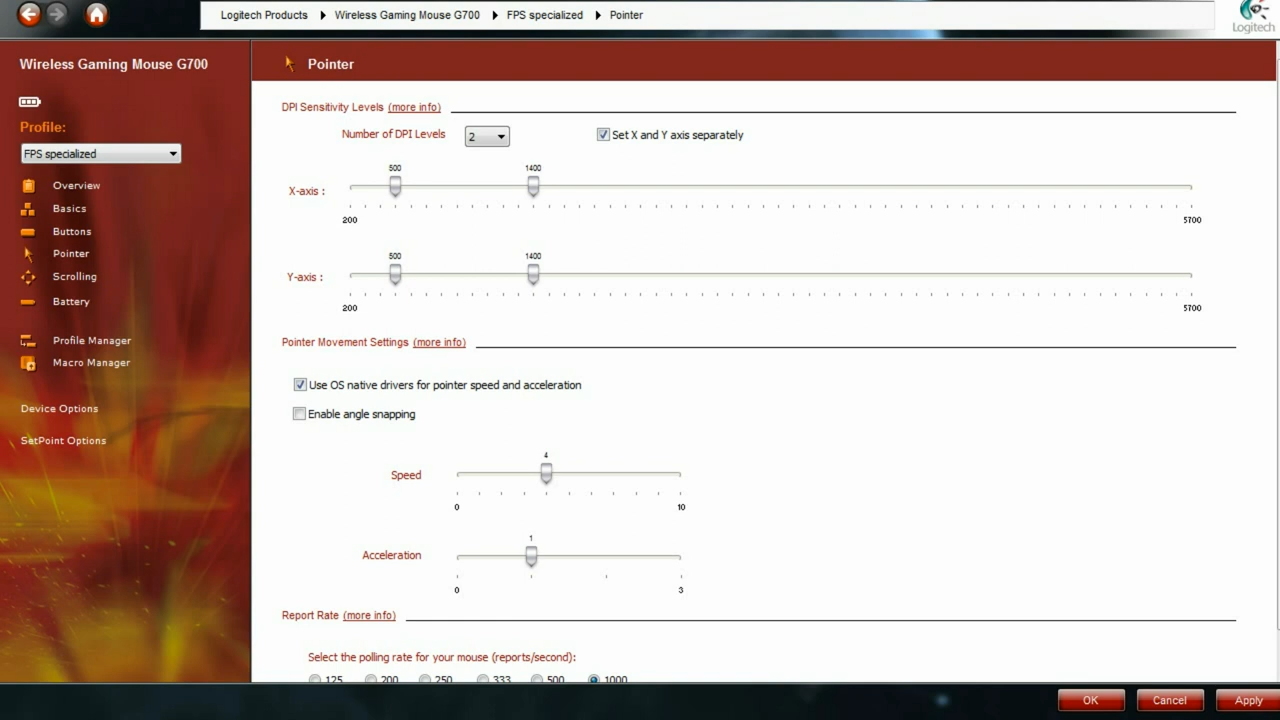 Logitech Products Wireless Gaming Mouse G700 FPS specialized Pointer
Logitech
Wireless Gaming Mouse G700
Profile:
FPS specialized
Overview
Basics
Buttons
Pointer
Scrolling
Battery
Profile Manager
Macro Manager
Device Options
SetPoint Options
Pointer
DPI Sensitivity Levels (more info)
Number of DPI Levels 2 Set X and Y axis separately
500 1400
X-axis :
200 5700
500 1400
Y-axis :
200 5700
Pointer Movement Settings (more info)
Use OS native drivers for pointer speed and acceleration
Enable angle snapping
4
Speed
0 10
1
Acceleration
0 3
Report Rate (more info)
Select the polling rate for your mouse (reports/second):
125 200 250 333 500 1000
OK Cancel Apply